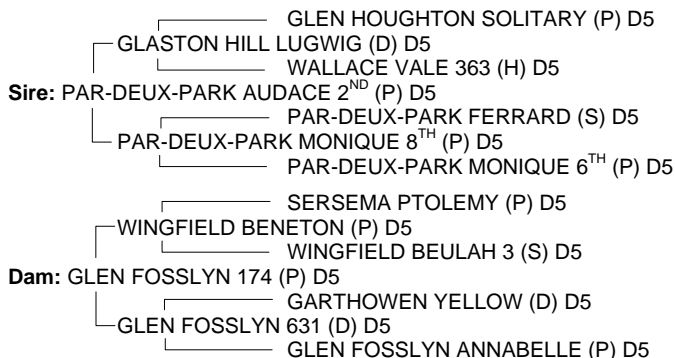 GLEN HOUGHTON SOLITARY (P) D5
GLASTON HILL LUGWIG (D) D5
WALLACE VALE 363 (H) D5
Sire: PAR-DEUX-PARK AUDACE 2ND (P) D5
PAR-DEUX-PARK FERRARD (S) D5
PAR-DEUX-PARK MONIQUE 8TH (P) D5
PAR-DEUX-PARK MONIQUE 6TH (P) D5
SERSEMA PTOLEMY (P) D5
WINGFIELD BENETON (P) D5
WINGFIELD BEULAH 3 (S) D5
Dam: GLEN FOSSLYN 174 (P) D5
GARTHOWEN YELLOW (D) D5
GLEN FOSSLYN 631 (D) D5
GLEN FOSSLYN ANNABELLE (P) D5